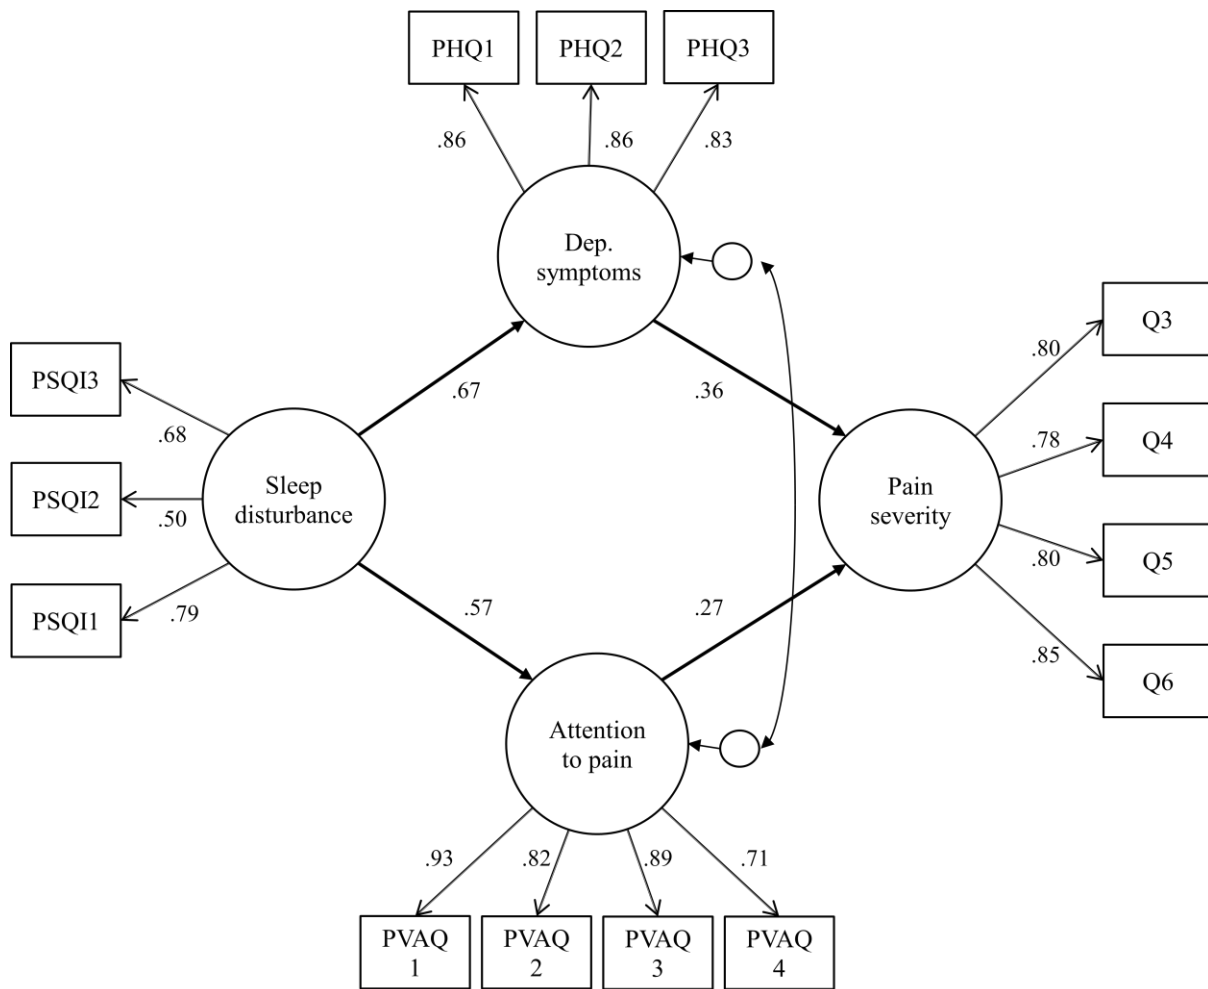 PHQ1
PHQ2
PHQ3
.86
.86
.83
Dep.
symptoms
Q3
.80
PSQI3
.67
.36
.68
Q4
.78
PSQI2
.50
Sleep
disturbance
Pain
severity
Q5
.80
PSQI1
.79
.57
.27
.85
Q6
Attention
to pain
.93
.82
.89
.71
PVAQ
1
PVAQ
2
PVAQ
3
PVAQ
4